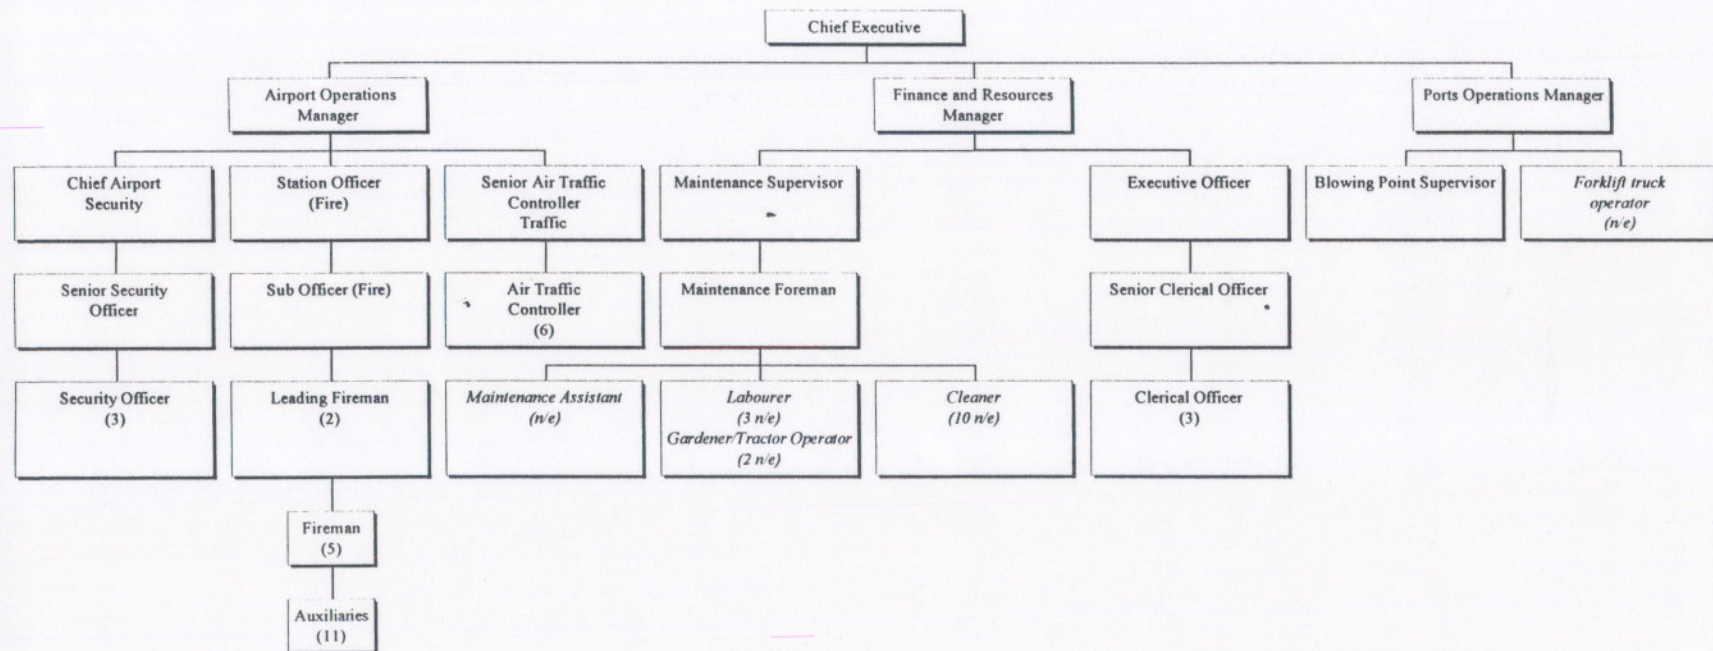 Chief Executive
Airport Operations
Manager
Finance and Resources
Manager
Ports Operations Manager
Chief Airport
Security
Station Officer
(Fire)
Senior Air Traffic
Controller
Traffic
Maintenance Supervisor
Executive Officer
Blowing Point Supervisor
Forklift truck
operator
(n/e)
Senior Security
Officer
Sub Officer (Fire)
Air Traffic
Controller
(6)
Maintenance Foreman
Senior Clerical Officer
Security Officer
(3)
Leading Fireman
(2)
Maintenance Assistant
(n/e)
Labourer
(3 n/e)
Gardener/Tractor Operator
(2 n/e)
Cleaner
(10 n/e)
Clerical Officer
(3)
Fireman
(5)
Auxiliaries
(11)